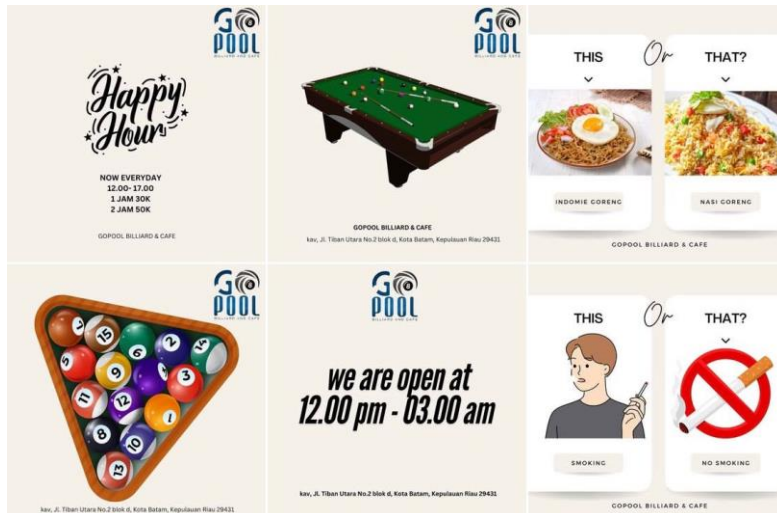 GO
POOL
BILLIARD AND CAFE
Happy
Hour
NOW EVERYDAY
12.00- 17.00
1 JAM 30K
2 JAM 50K
GOPOOL BILLIARD & CAFE
GO
POOL
BILLIARD AND CAFE
GOPOOL BILLIARD & CAFE
kav, Jl. Tiban Utara No.2 blok d, Kota Batam, Kepulauan Riau 29431
THIS Or THAT?
INDOMIE GORENG NASI GORENG
GOPOOL BILLIARD & CAFE
GO
POOL
BILLIARD AND CAFE
7 15 6 2 14
5 9 3
11 12 1
8 10
13
kav, Jl. Tiban Utara No.2 blok d, Kota Batam, Kepulauan Riau 29431
GO
POOL
BILLIARD AND CAFE
we are open at
12.00 pm - 03.00 am
kav, Jl. Tiban Utara No.2 blok d, Kota Batam, Kepulauan Riau 29431
THIS Or THAT?
SMOKING NO SMOKING
GOPOOL BILLIARD & CAFE